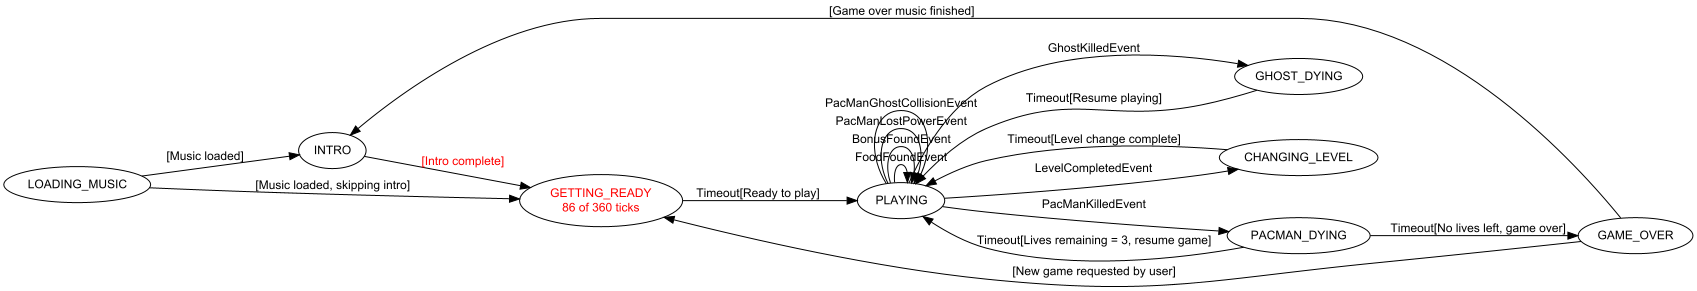 [Game over music finished]
GhostKilledEvent
GHOST_DYING
Timeout[Resume playing]
PacManGhostCollisionEvent
PacManLostPowerEvent
BonusFoundEvent
FoodFoundEvent
Timeout[Level change complete]
CHANGING_LEVEL
LevelCompletedEvent
INTRO
[Music loaded]
[Intro complete]
LOADING_MUSIC
[Music loaded, skipping intro]
GETTING_READY
86 of 360 ticks
Timeout[Ready to play]
PLAYING
PacManKilledEvent
PACMAN_DYING
Timeout[Lives remaining = 3, resume game]
Timeout[No lives left, game over]
GAME_OVER
[New game requested by user]